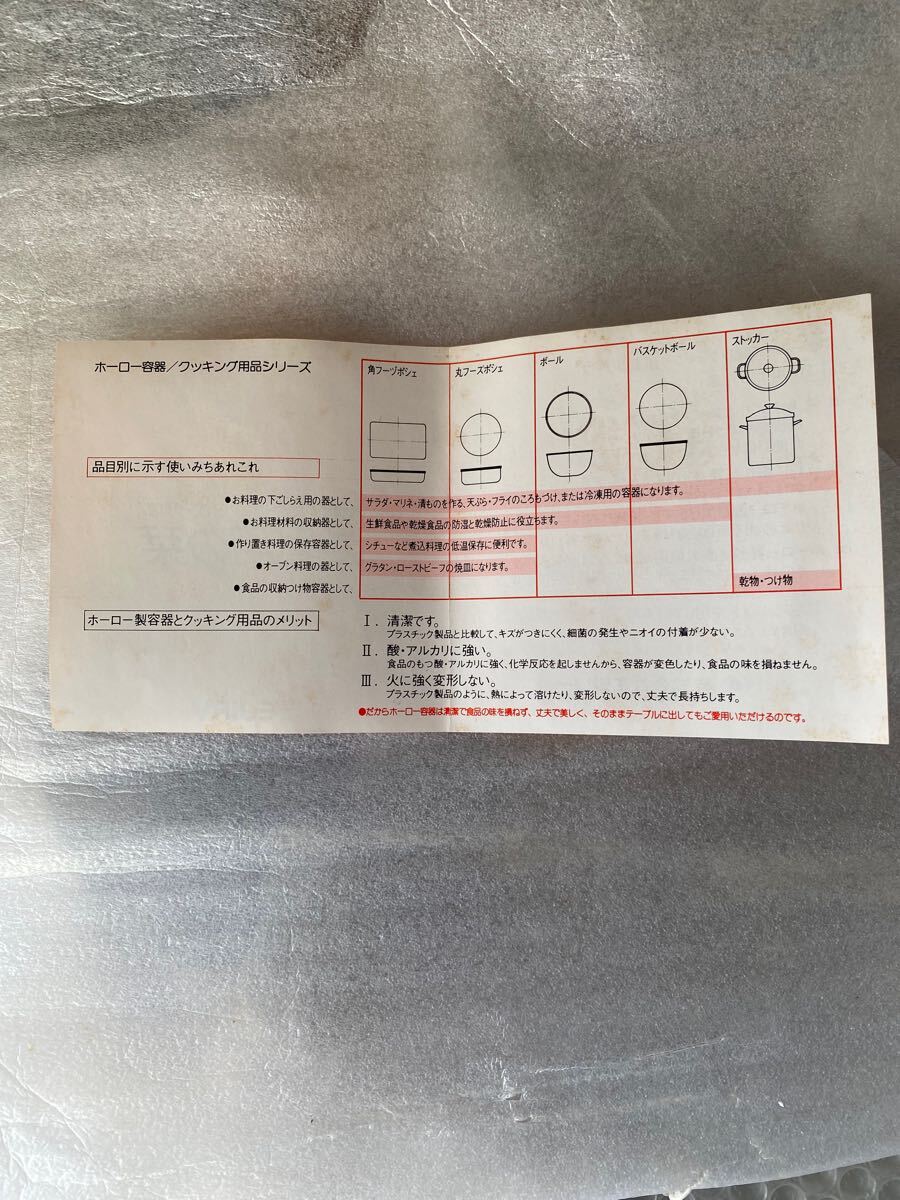 ホーロー容器／クッキング用品シリーズ
角フーヅポシェ
丸フーズポシェ
ボール
バスケットボール
ストッカー
品目別に示す使いみちあれこれ
●お料理の下ごしらえ用の器として、
サラダ・マリネ・漬ものを作る、天ぷら・フライのころもづけ、または冷凍用の容器になります。
●お料理材料の収納器として、
生鮮食品や乾燥食品の防湿と乾燥防止に役立ちます。
●作り置き料理の保存容器として、
シチューなど煮込料理の低温保存に便利です。
●オーブン料理の器として、
グラタン・ローストビーフの焼皿になります。
●食品の収納つけ物容器として、
乾物・つけ物
ホーロー製容器とクッキング用品のメリット
Ⅰ．清潔です。
プラスチック製品と比較して、キズがつきにくく、細菌の発生やニオイの付着が少ない。
Ⅱ．酸・アルカリに強い。
食品のもつ酸・アルカリに強く、化学反応を起しませんから、容器が変色したり、食品の味を損ねません。
Ⅲ．火に強く変形しない。
プラスチック製品のように、熱によって溶けたり、変形しないので、丈夫で長持ちします。
●だからホーロー容器は清潔で食品の味を損ねず、丈夫で美しく、そのままテーブルに出してもご愛用いただけるのです。